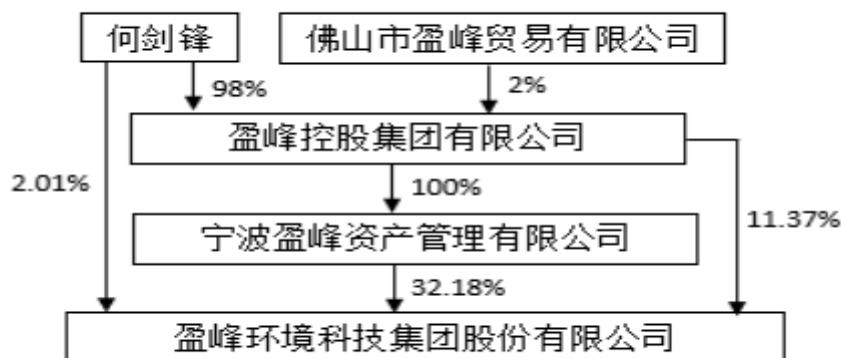 何剑锋
佛山市盈峰贸易有限公司
98%
2%
盈峰控股集团有限公司
2.01%
100%
11.37%
宁波盈峰资产管理有限公司
32.18%
盈峰环境科技集团股份有限公司